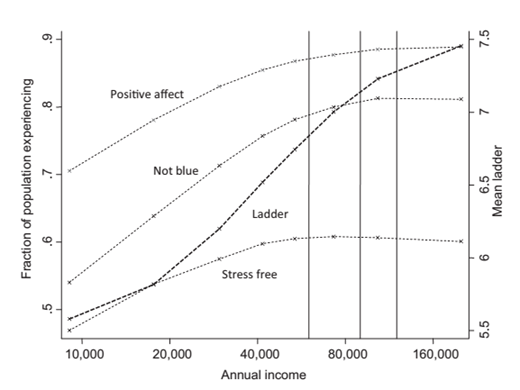 .9
.8
.7
.6
.5
Fraction of population experiencing
Positive affect
Not blue
Ladder
Stress free
7.5
7
6.5
6
5.5
Mean ladder
10,000 20,000 40,000 80,000 160,000
Annual income